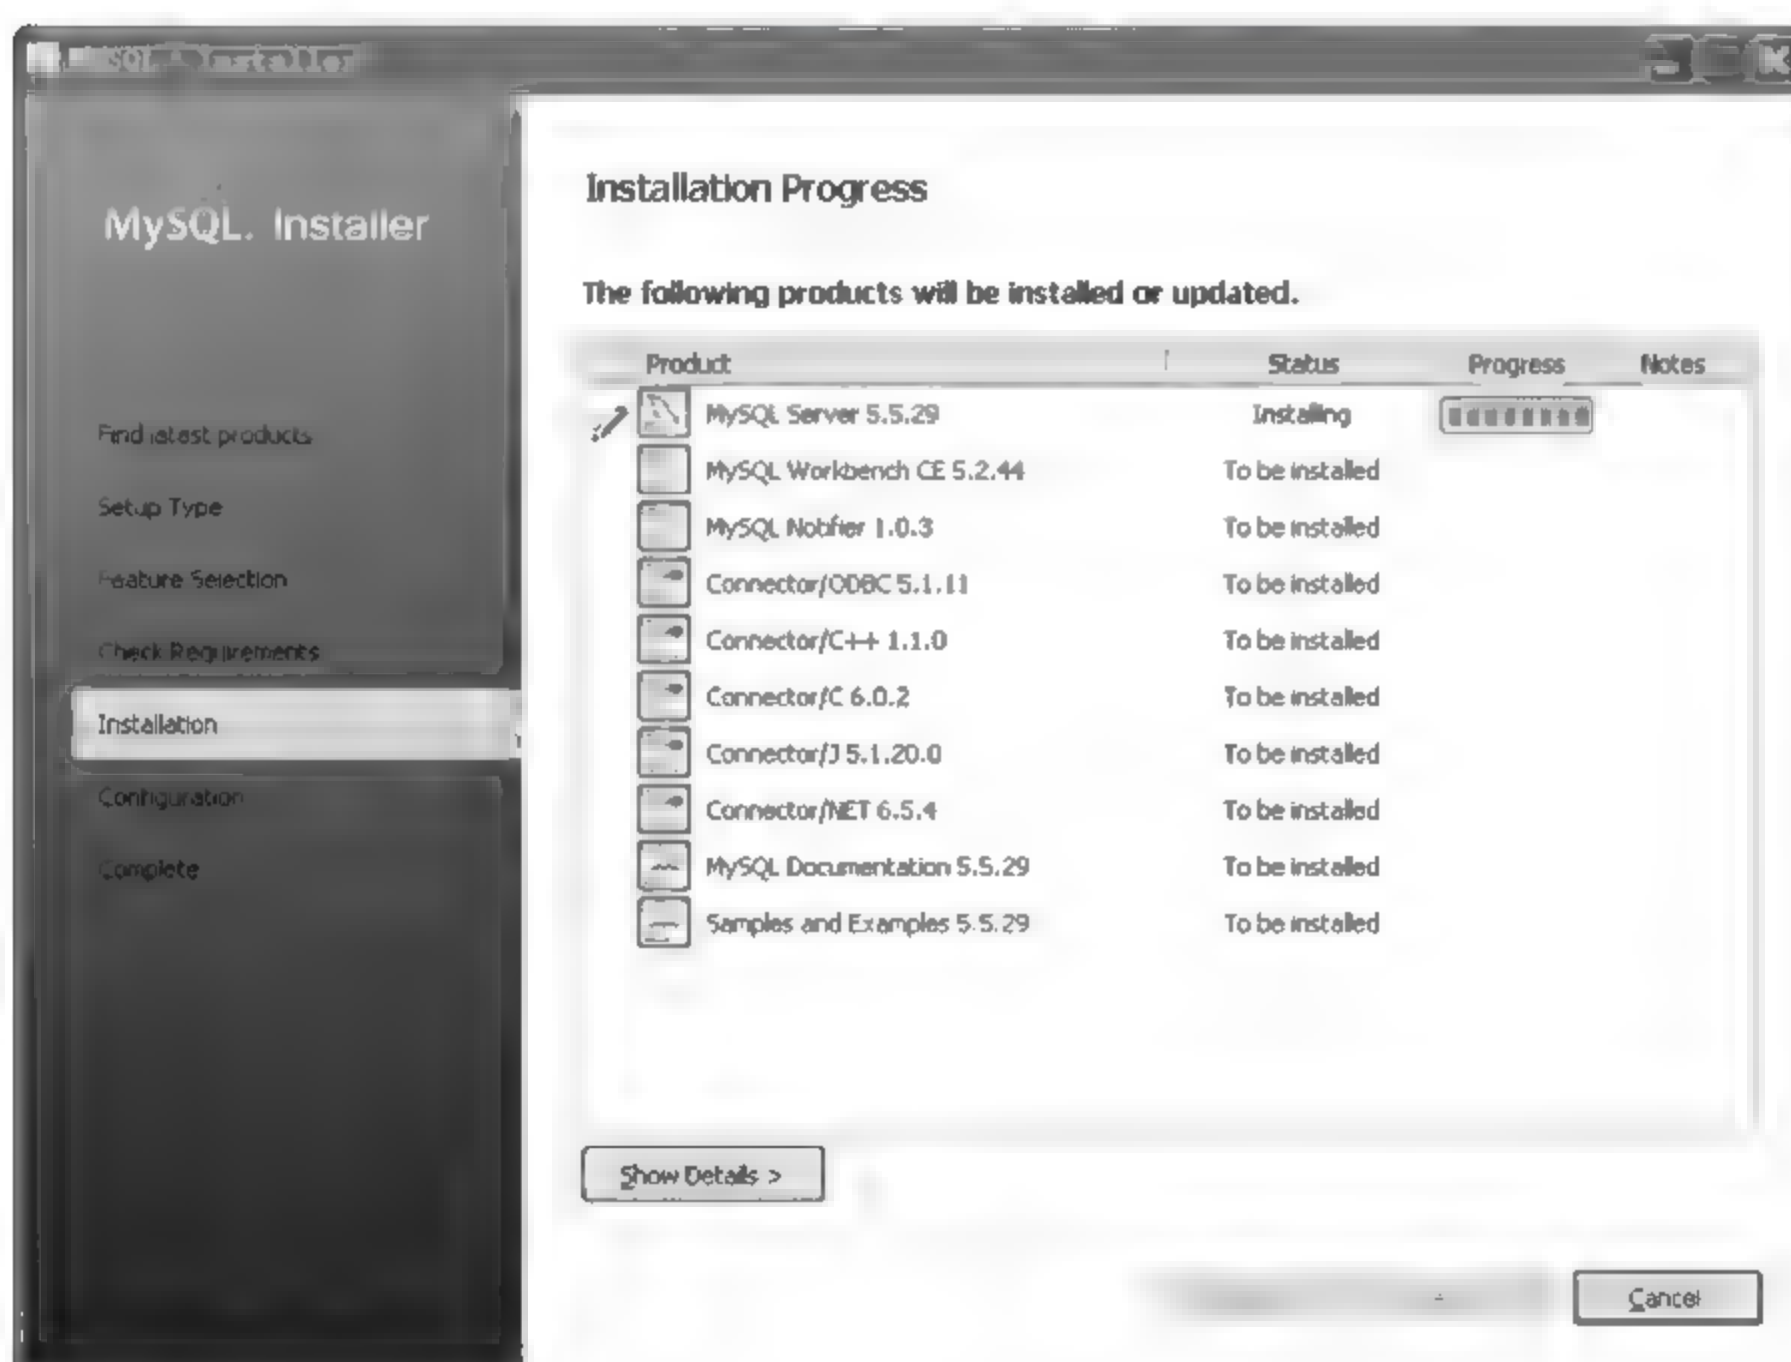 Installer
MySQL. Installer
Find latest products
Setup Type
Feature Selection
Check Requirements
Installation
Configuration
Complete
Installation Progress
The following products will be installed or updated.
Product Status Progress Notes
MySQL Server 5.5.29 Installing
MySQL Workbench CE 5.2.44 To be installed
MySQL Notifier 1.0.3 To be installed
Connector/ODBC 5.1.11 To be installed
Connector/C++ 1.1.0 To be installed
Connector/C 6.0.2 To be installed
Connector/J 5.1.20.0 To be installed
Connector/NET 6.5.4 To be installed
MySQL Documentation 5.5.29 To be installed
Samples and Examples 5.5.29 To be installed
Show Details >
Cancel